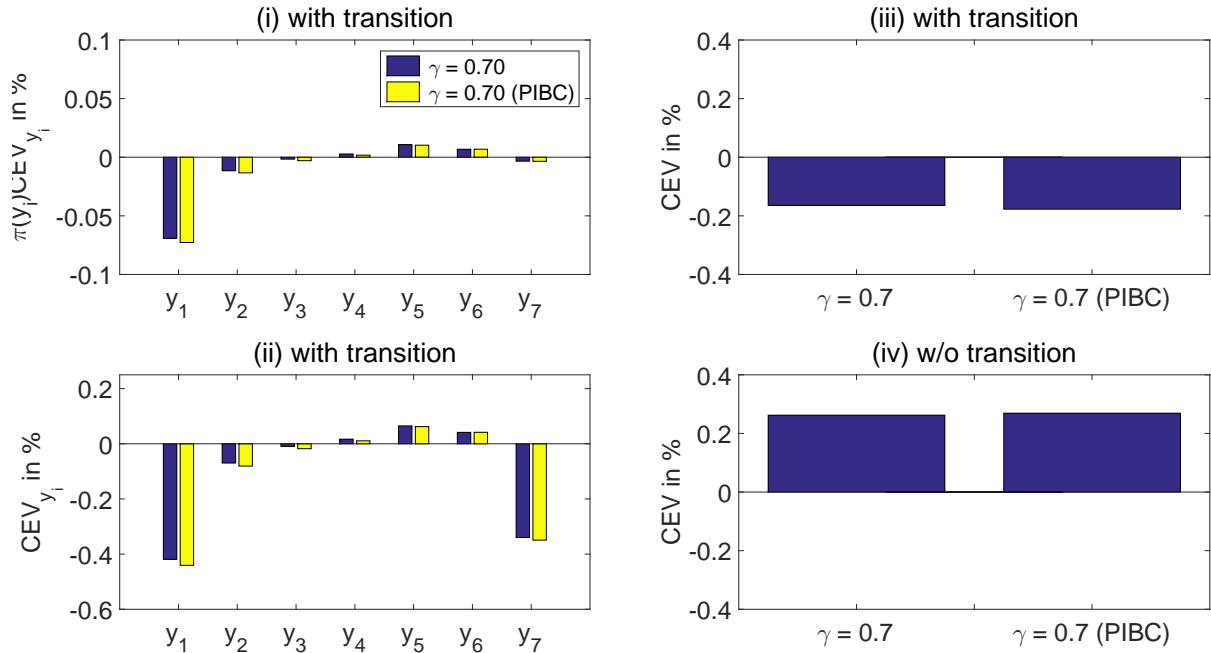 (i) with transition
0.1
0.05
0
-0.05
-0.1
π(y_i)CEV_{y_i} in %
γ = 0.70
γ = 0.70 (PIBC)
y_1 y_2 y_3 y_4 y_5 y_6 y_7
(iii) with transition
0.4
0.2
0
-0.2
-0.4
CEV in %
γ = 0.7 γ = 0.7 (PIBC)
(ii) with transition
0.2
0
-0.2
-0.4
-0.6
CEV_{y_i} in %
y_1 y_2 y_3 y_4 y_5 y_6 y_7
(iv) w/o transition
0.4
0.2
0
-0.2
-0.4
CEV in %
γ = 0.7 γ = 0.7 (PIBC)